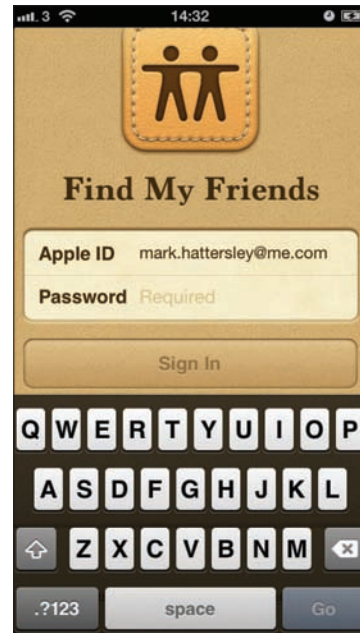 3 14:32
Find My Friends
Apple ID mark.hattersley@me.com
Password Required
Sign In
Q W E R T Y U I O P
A S D F G H J K L
Z X C V B N M
.?123 space Go